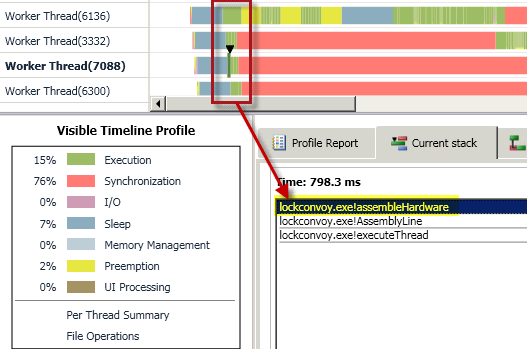 Worker Thread(6136)
Worker Thread(3332)
Worker Thread(7088)
Worker Thread(6300)
Visible Timeline Profile
15% Execution
76% Synchronization
0% I/O
7% Sleep
0% Memory Management
2% Preemption
0% UI Processing
Per Thread Summary
File Operations
Profile Report
Current stack
Time: 798.3 ms
lockconvoy.exe!assembleHardware
lockconvoy.exe!AssemblyLine
lockconvoy.exe!executeThread